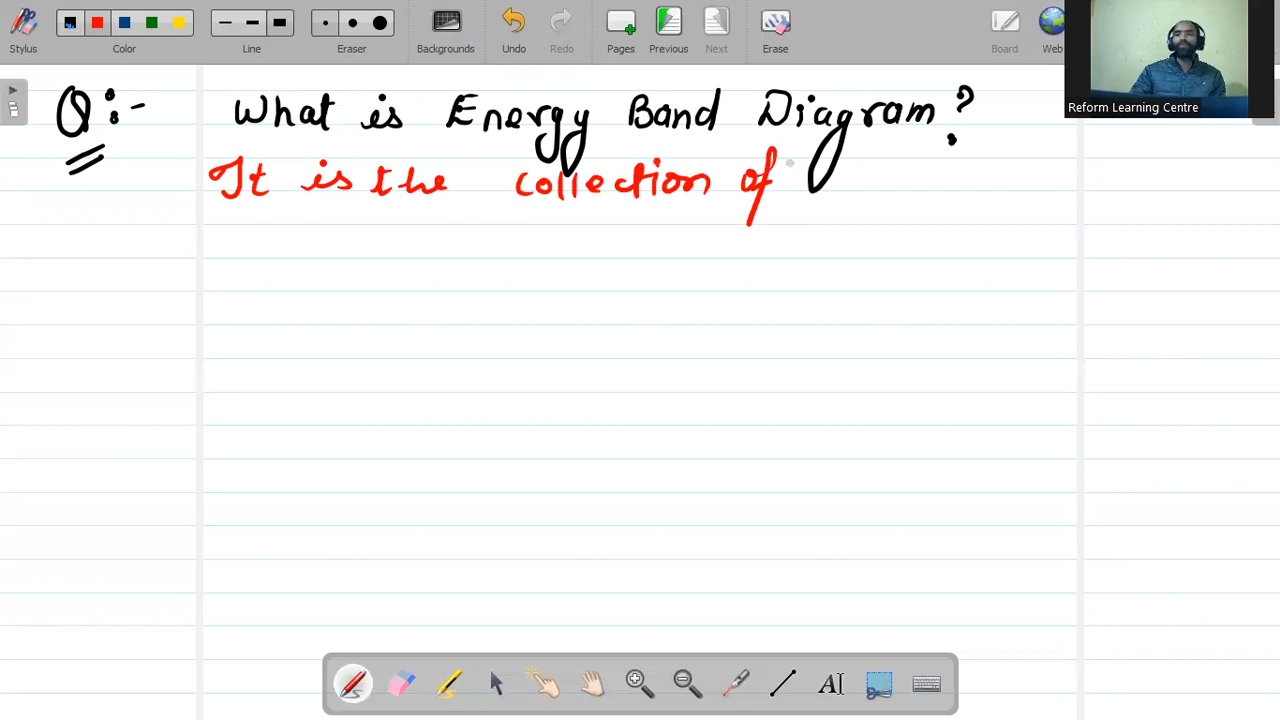 Stylus Color Line Eraser Backgrounds Undo Redo Pages Previous Next Erase Board Web
Reform Learning Centre
Q:- What is Energy Band Diagram?
It is the collection of